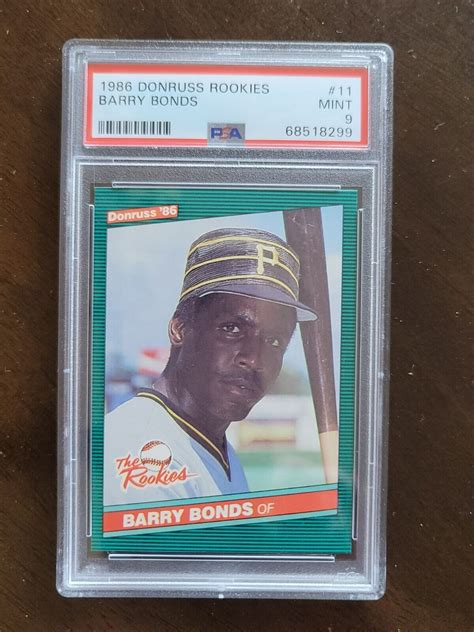 1986 DONRUSS ROOKIES #11
BARRY BONDS MINT
9
PSA 68518299
Donruss '86
P
The
Rookies
BARRY BONDS OF